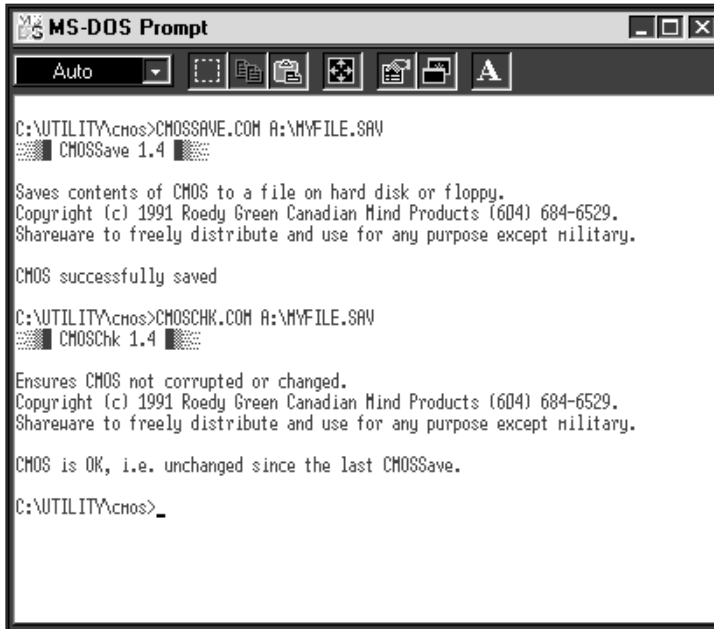 MS-DOS Prompt
Auto
A
C:\UTILITY\cmos>CMOSSAVE.COM A:\MYFILE.SAV
░▒▓█ CMOSSave 1.4 █▓▒░
Saves contents of CMOS to a file on hard disk or floppy.
Copyright (c) 1991 Roedy Green Canadian Mind Products (604) 684-6529.
Shareware to freely distribute and use for any purpose except military.
CMOS successfully saved
C:\UTILITY\cmos>CMOSCHK.COM A:\MYFILE.SAV
░▒▓█ CMOSChk 1.4 █▓▒░
Ensures CMOS not corrupted or changed.
Copyright (c) 1991 Roedy Green Canadian Mind Products (604) 684-6529.
Shareware to freely distribute and use for any purpose except military.
CMOS is OK, i.e. unchanged since the last CMOSSave.
C:\UTILITY\cmos>_